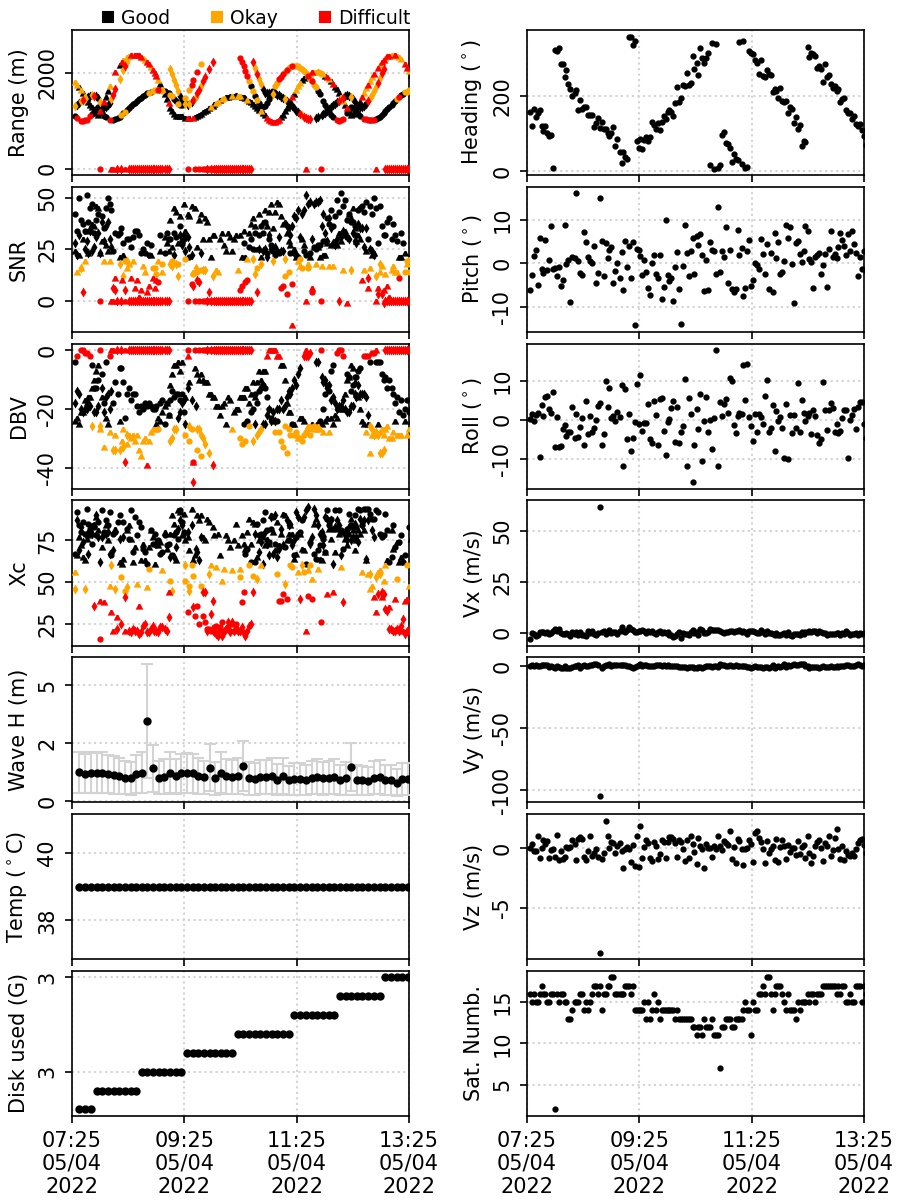 Good Okay Difficult
Range (m)
2000
0
Heading (°)
200
0
SNR
50
25
0
Pitch (°)
10
0
-10
DBV
0
-20
-40
Roll (°)
10
0
-10
Xc
75
50
25
Vx (m/s)
50
25
0
Wave H (m)
5
2
0
Vy (m/s)
0
-50
-100
Temp (°C)
40
38
Vz (m/s)
0
-5
Disk used (G)
3
3
Sat. Numb.
15
10
5
07:25 09:25 11:25 13:25
05/04 05/04 05/04 05/04
2022 2022 2022 2022
07:25 09:25 11:25 13:25
05/04 05/04 05/04 05/04
2022 2022 2022 2022